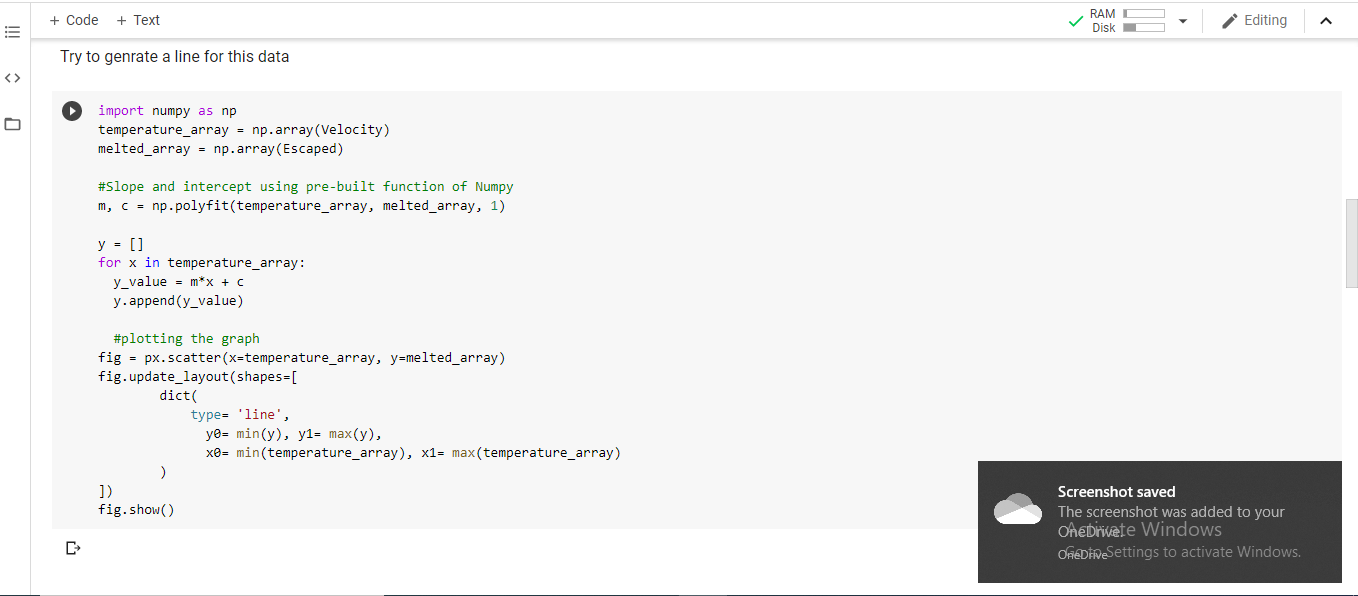 + Code + Text
RAM
Disk
Editing
Try to genrate a line for this data
import numpy as np
temperature_array = np.array(Velocity)
melted_array = np.array(Escaped)
#Slope and intercept using pre-built function of Numpy
m, c = np.polyfit(temperature_array, melted_array, 1)
y = []
for x in temperature_array:
  y_value = m*x + c
  y.append(y_value)
  #plotting the graph
fig = px.scatter(x=temperature_array, y=melted_array)
fig.update_layout(shapes=[
        dict(
            type= 'line',
              y0= min(y), y1= max(y),
              x0= min(temperature_array), x1= max(temperature_array)
        )
])
fig.show()
Screenshot saved
The screenshot was added to your
OneDrive.
OneDrive
Activate Windows
Go to Settings to activate Windows.